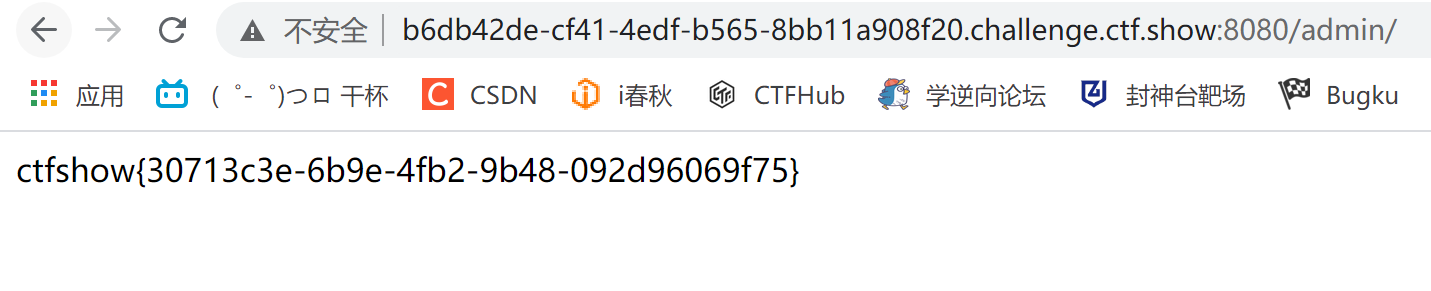 不安全 b6db42de-cf41-4edf-b565-8bb11a908f20.challenge.ctf.show:8080/admin/
应用 (゜-゜)つロ 干杯 CSDN i春秋 CTFHub 学逆向论坛 封神台靶场 Bugku
ctfshow{30713c3e-6b9e-4fb2-9b48-092d96069f75}